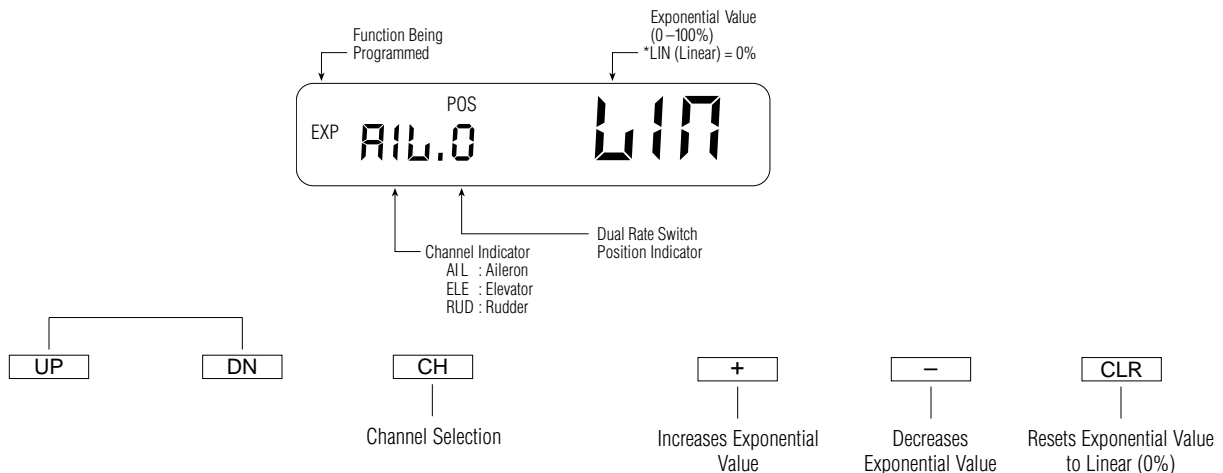 Function Being
Programmed
Exponential Value
(0–100%)
*LIN (Linear) = 0%
POS
EXP AIL.0 LIN
Channel Indicator
AIL : Aileron
ELE : Elevator
RUD : Rudder
Dual Rate Switch
Position Indicator
UP DN CH + – CLR
Channel Selection
Increases Exponential
Value
Decreases
Exponential Value
Resets Exponential Value
to Linear (0%)